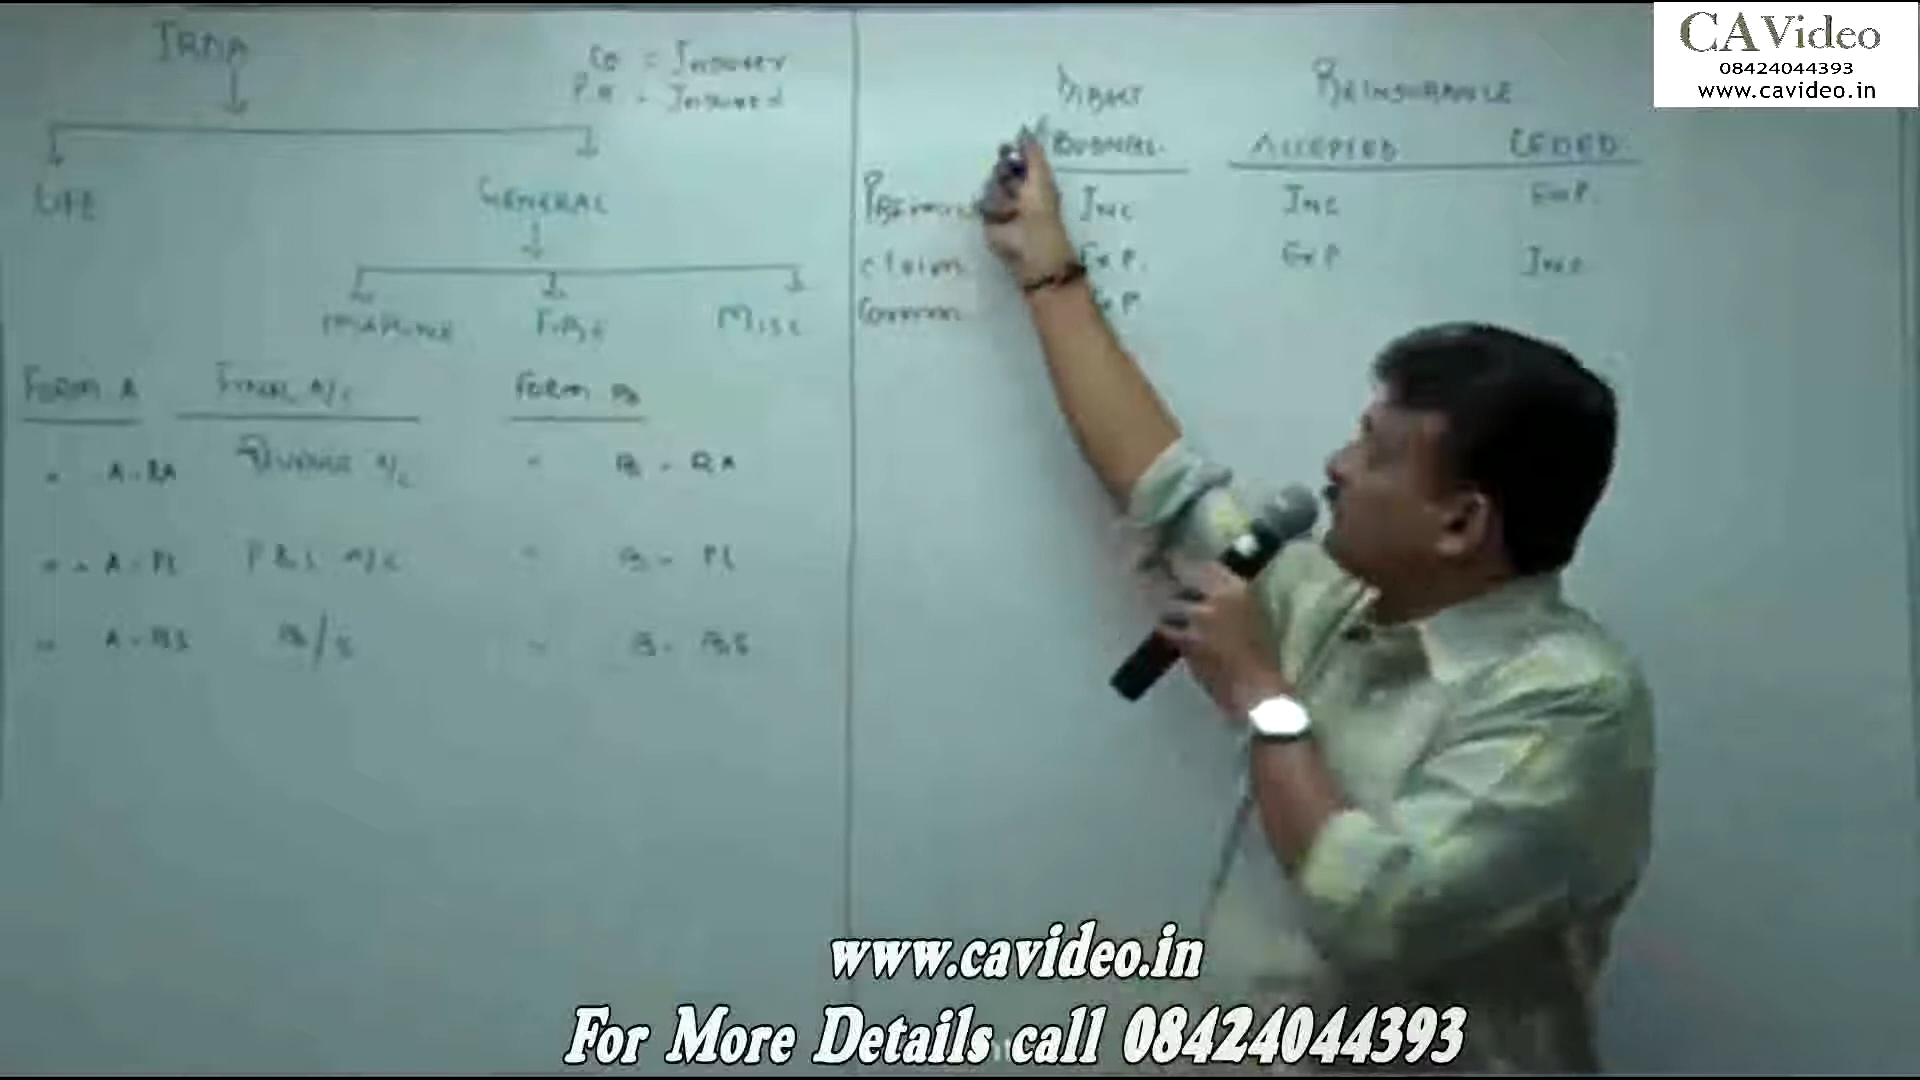 IRDA
CO = Insurer
P.H = Insured
LIFE
GENERAL
MARINE FIRE MISC
FORM A FINAL A/C FORM B
" A-RA REVENUE A/C " B-RA
" A-PL P&L A/C " B-PL
" A-BS B/S " B-BS
DIRECT REINSURANCE
BUSINESS ACCEPTED CEDED
Premium INC INC EXP.
claim EXP. EXP INC
Comm EXP
CAVideo
08424044393
www.cavideo.in
www.cavideo.in
For More Details call 08424044393